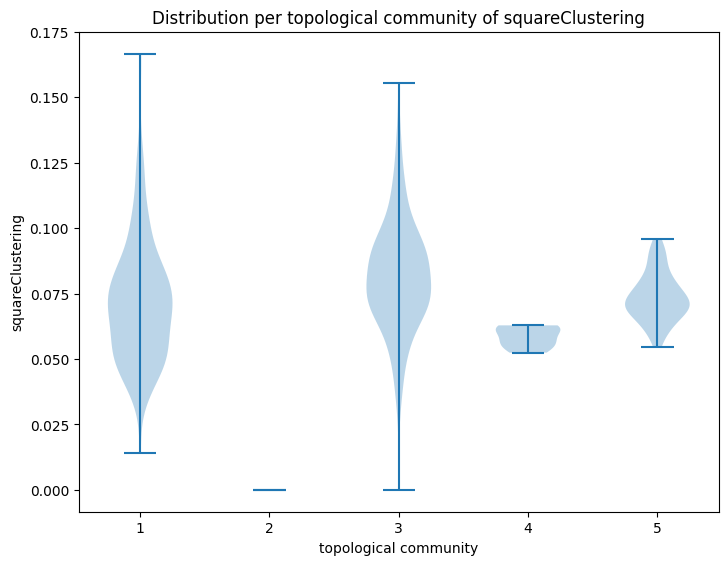 Distribution per topological community of squareClustering
0.175
0.150
0.125
0.100
0.075
0.050
0.025
0.000
squareClustering
1 2 3 4 5
topological community